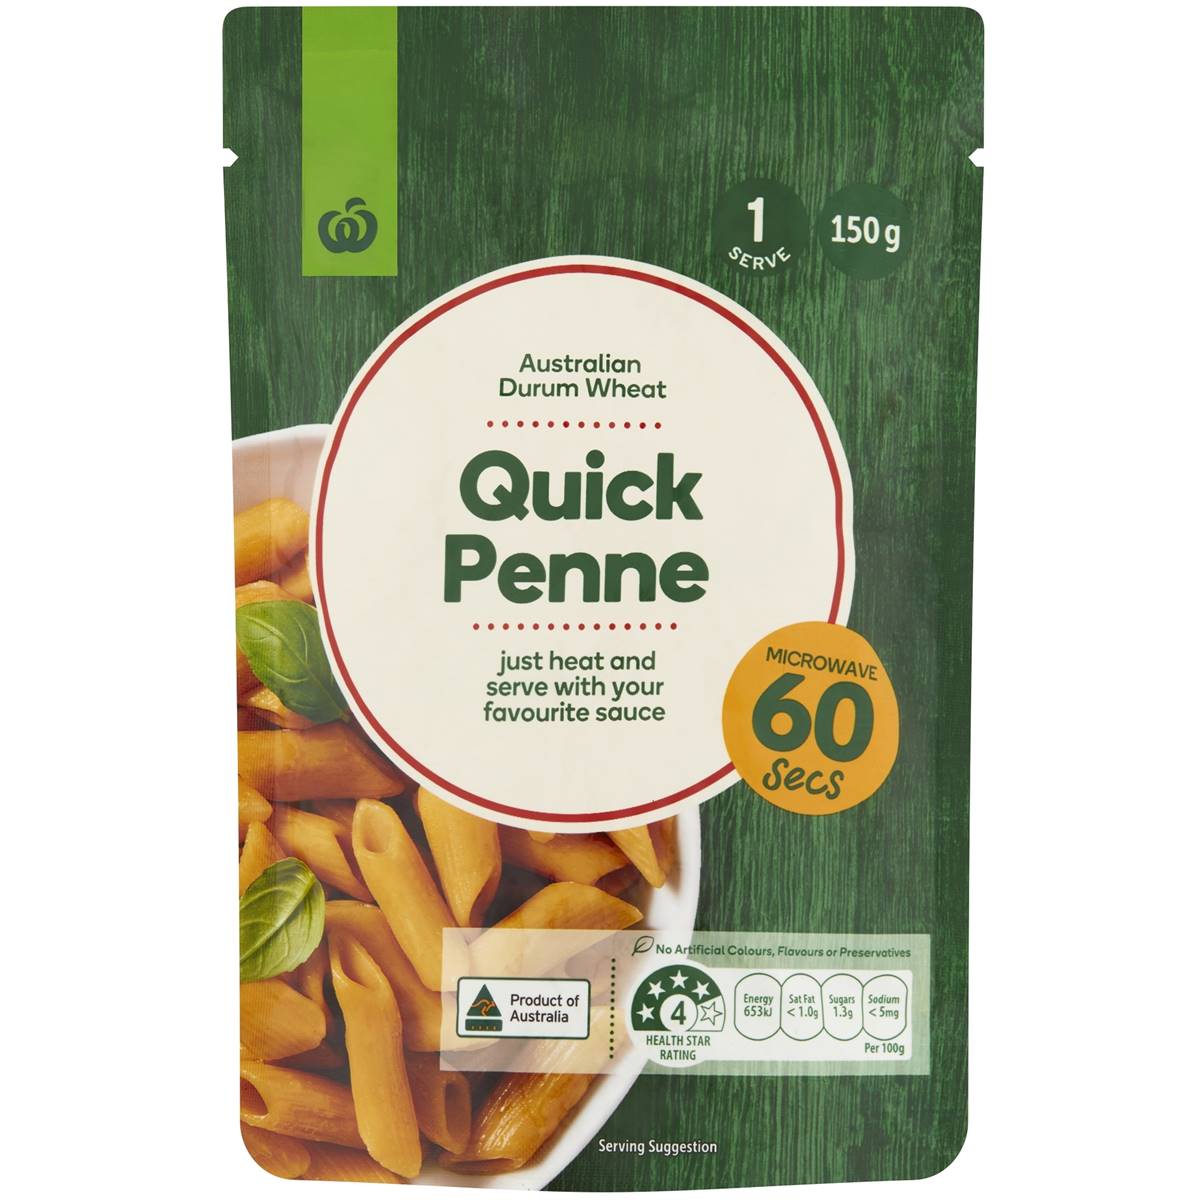 1
SERVE
150g
Australian
Durum Wheat
Quick
Penne
just heat and
serve with your
favourite sauce
MICROWAVE
60
secs
No Artificial Colours, Flavours or Preservatives
Product of
Australia
4
HEALTH STAR
RATING
Energy
653kJ
Sat Fat
< 1.0g
Sugars
1.3g
Sodium
< 5mg
Per 100g
Serving Suggestion